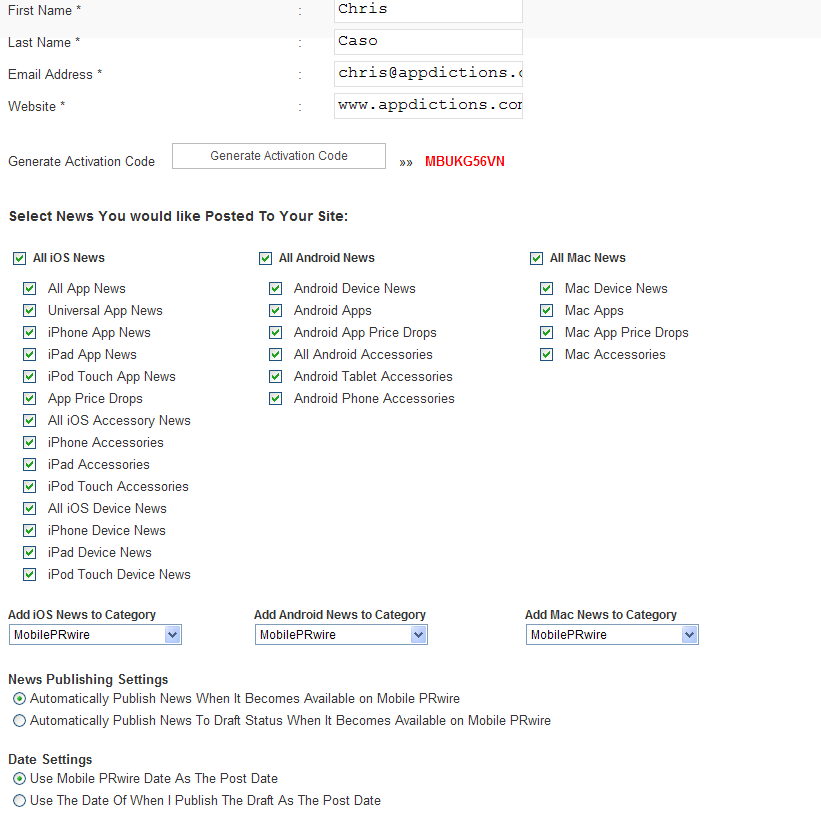 First Name * : Chris
Last Name * : Caso
Email Address * : chris@appdictions.
Website * : www.appdictions.com
Generate Activation Code Generate Activation Code »» MBUKG56VN
Select News You would like Posted To Your Site:
All iOS News All Android News All Mac News
All App News Android Device News Mac Device News
Universal App News Android Apps Mac Apps
iPhone App News Android App Price Drops Mac App Price Drops
iPad App News All Android Accessories Mac Accessories
iPod Touch App News Android Tablet Accessories
App Price Drops Android Phone Accessories
All iOS Accessory News
iPhone Accessories
iPad Accessories
iPod Touch Accessories
All iOS Device News
iPhone Device News
iPad Device News
iPod Touch Device News
Add iOS News to Category Add Android News to Category Add Mac News to Category
MobilePRwire MobilePRwire MobilePRwire
News Publishing Settings
Automatically Publish News When It Becomes Available on Mobile PRwire
Automatically Publish News To Draft Status When It Becomes Available on Mobile PRwire
Date Settings
Use Mobile PRwire Date As The Post Date
Use The Date Of When I Publish The Draft As The Post Date